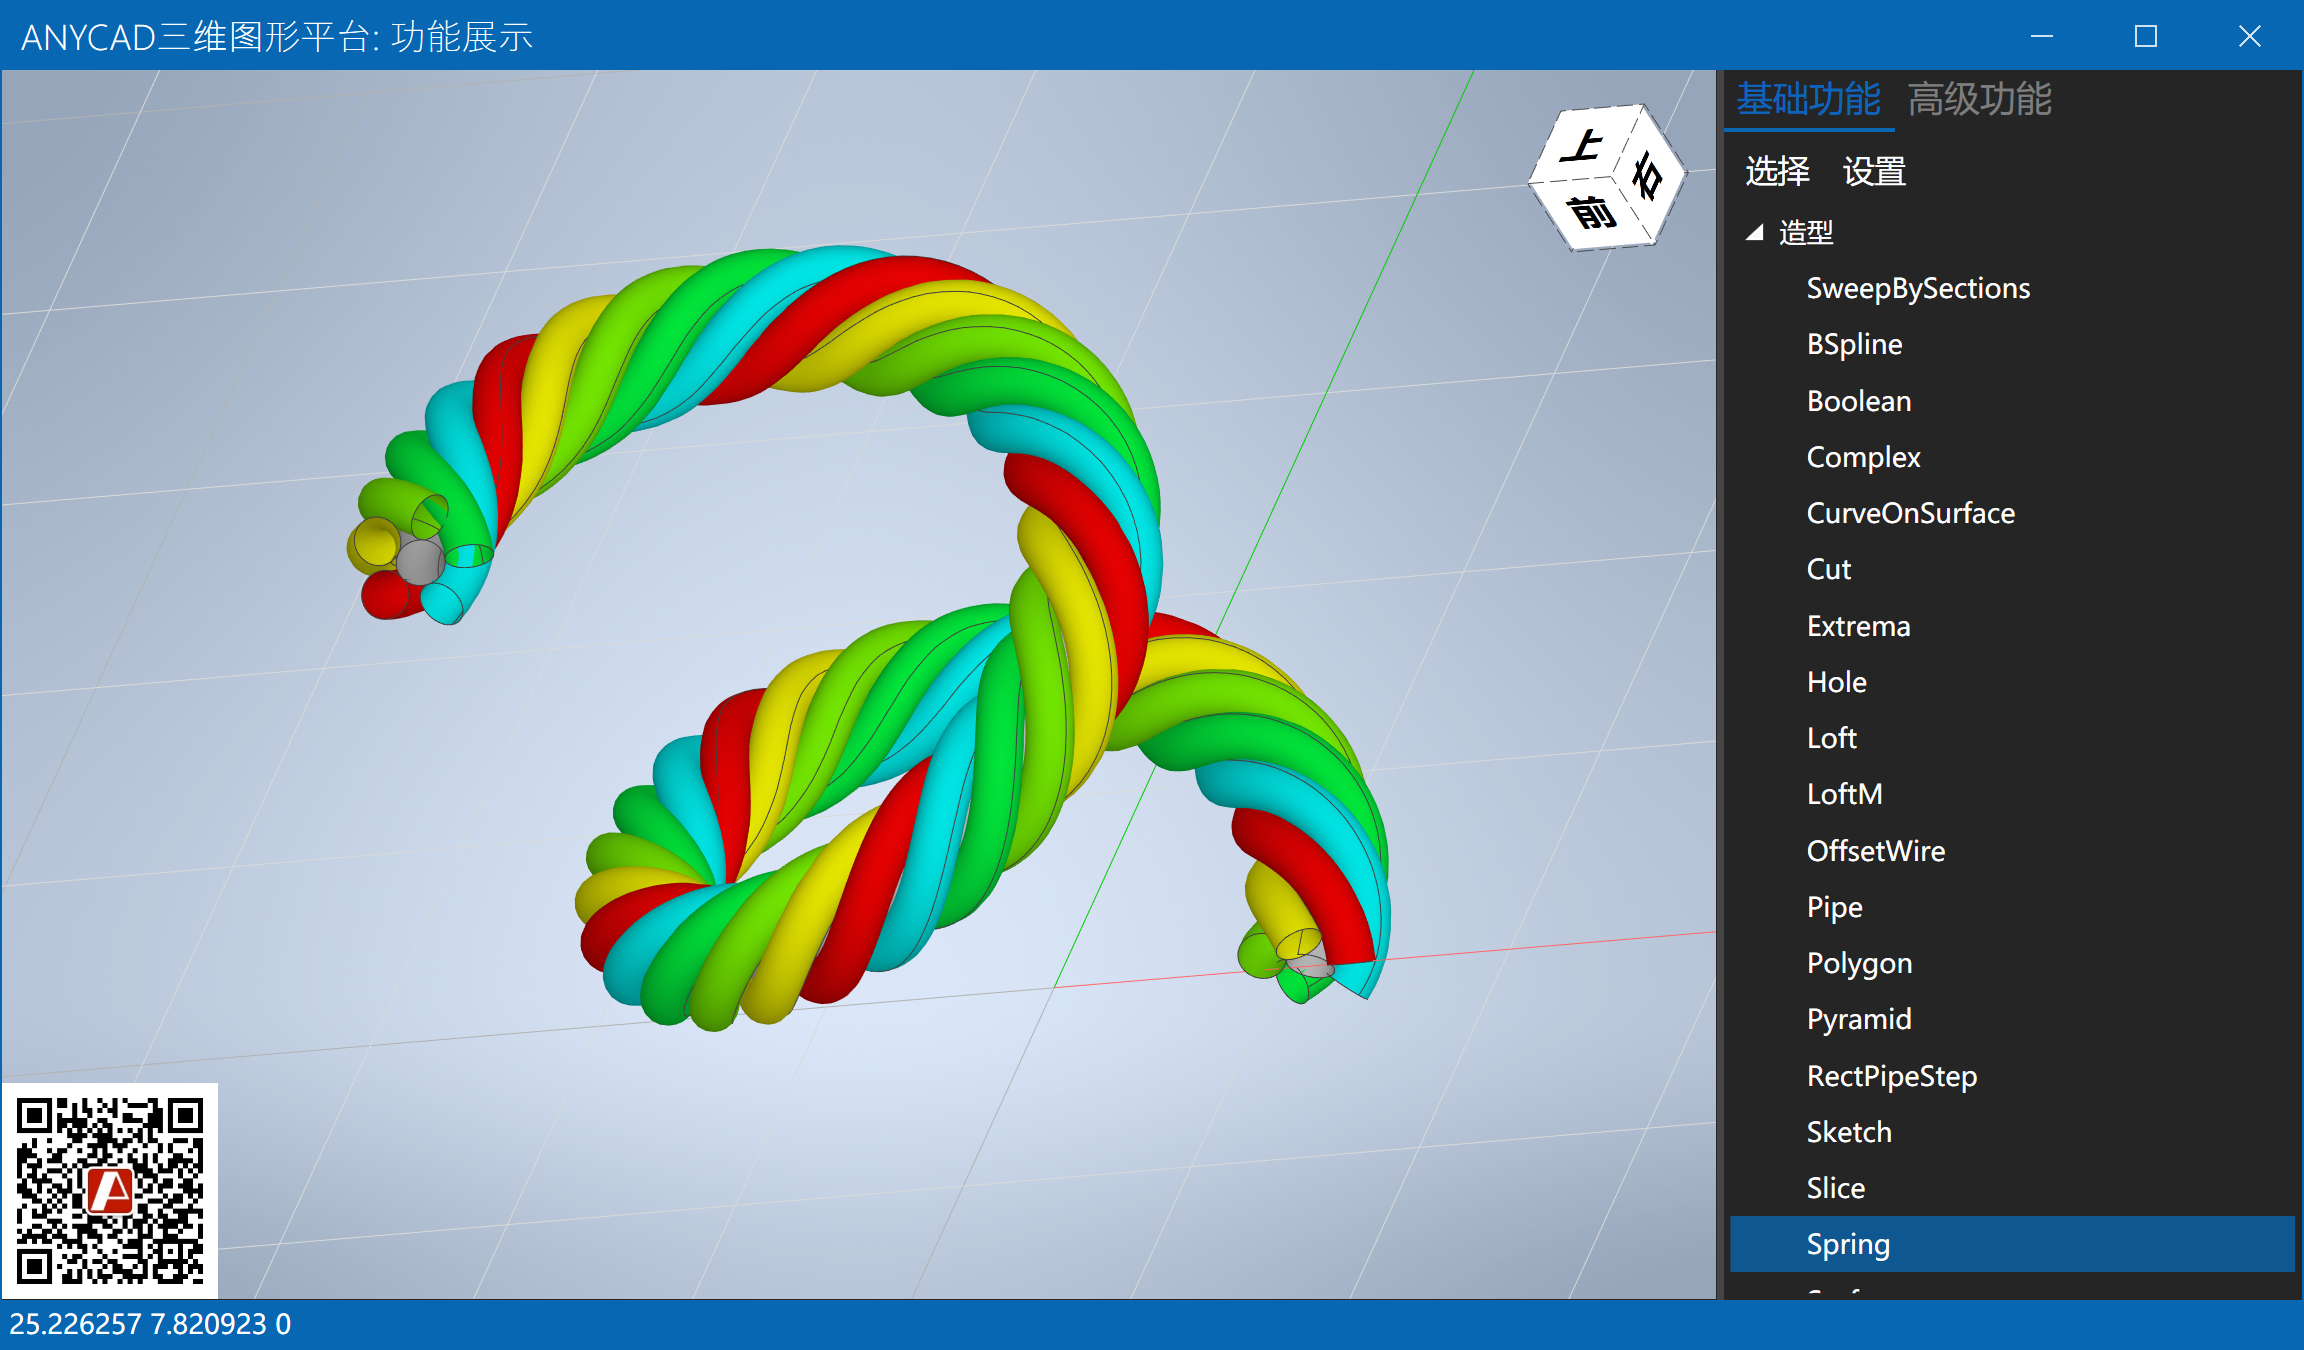 ANYCAD三维图形平台: 功能展示
上
右
前
基础功能 高级功能
选择 设置
造型
SweepBySections
BSpline
Boolean
Complex
CurveOnSurface
Cut
Extrema
Hole
Loft
LoftM
OffsetWire
Pipe
Polygon
Pyramid
RectPipeStep
Sketch
Slice
Spring
25.226257 7.820923 0